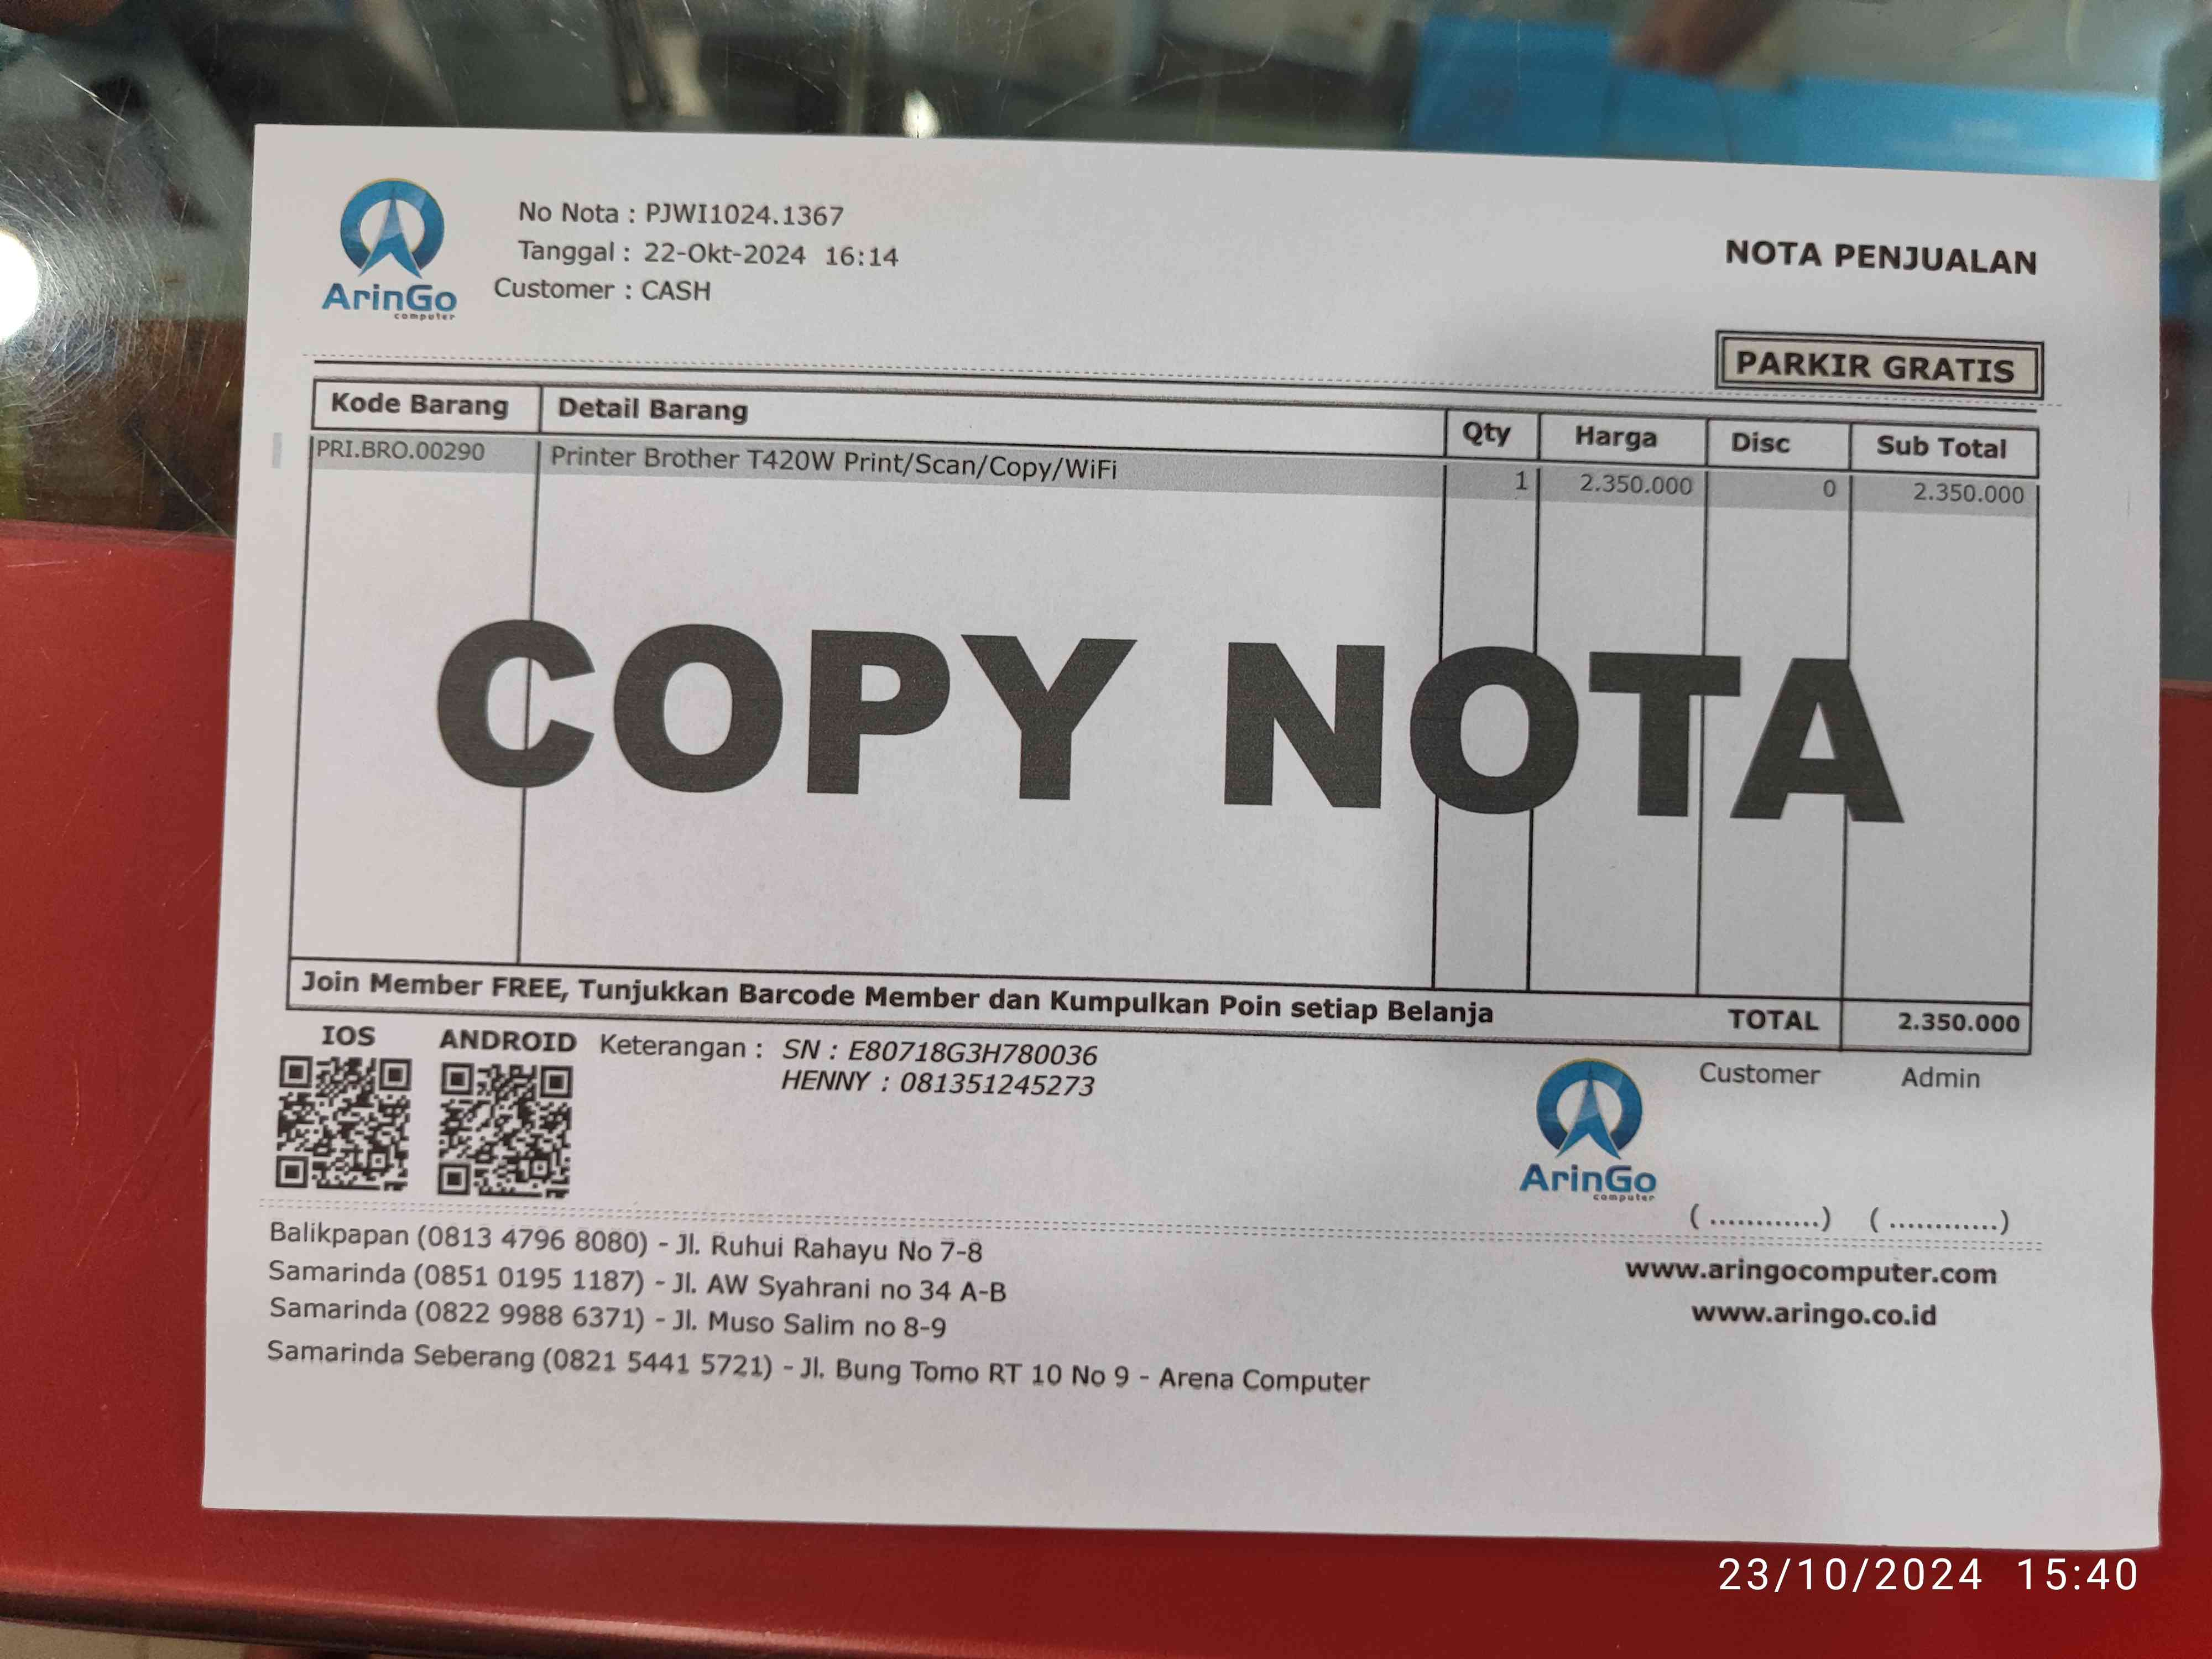 ArinGo
computer
No Nota : PJWI1024.1367
Tanggal : 22-Okt-2024 16:14
Customer : CASH
NOTA PENJUALAN
PARKIR GRATIS
Kode Barang Detail Barang Qty Harga Disc Sub Total
PRI.BRO.00290 Printer Brother T420W Print/Scan/Copy/WiFi 1 2.350.000 0 2.350.000
COPY NOTA
Join Member FREE, Tunjukkan Barcode Member dan Kumpulkan Poin setiap Belanja TOTAL 2.350.000
IOS ANDROID Keterangan : SN : E80718G3H780036
HENNY : 081351245273
Customer Admin
ArinGo
computer
( ............) ( ............)
Balikpapan (0813 4796 8080) - Jl. Ruhui Rahayu No 7-8
Samarinda (0851 0195 1187) - Jl. AW Syahrani no 34 A-B
Samarinda (0822 9988 6371) - Jl. Muso Salim no 8-9
Samarinda Seberang (0821 5441 5721) - Jl. Bung Tomo RT 10 No 9 - Arena Computer
www.aringocomputer.com
www.aringo.co.id
23/10/2024 15:40